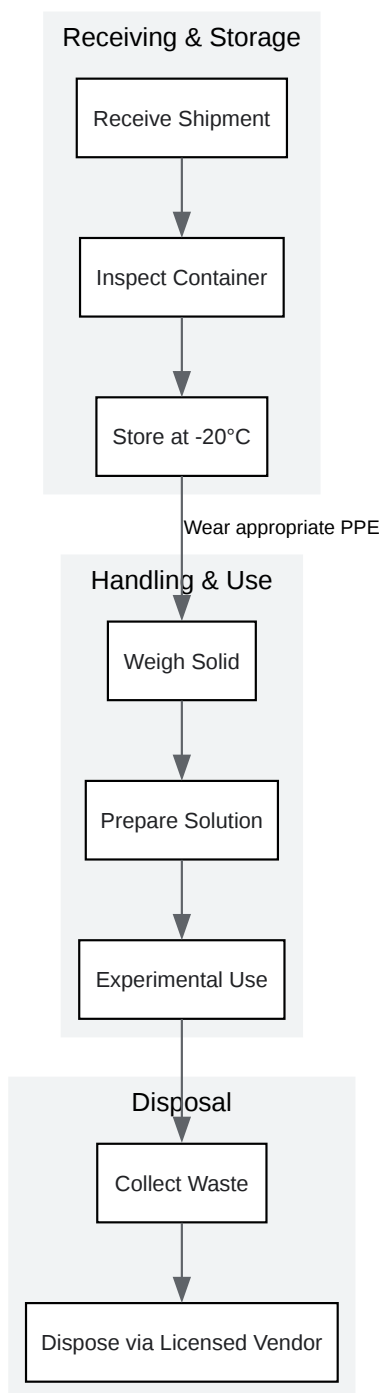 Receiving & Storage
Receive Shipment
Inspect Container
Store at -20°C
Wear appropriate PPE
Handling & Use
Weigh Solid
Prepare Solution
Experimental Use
Disposal
Collect Waste
Dispose via Licensed Vendor